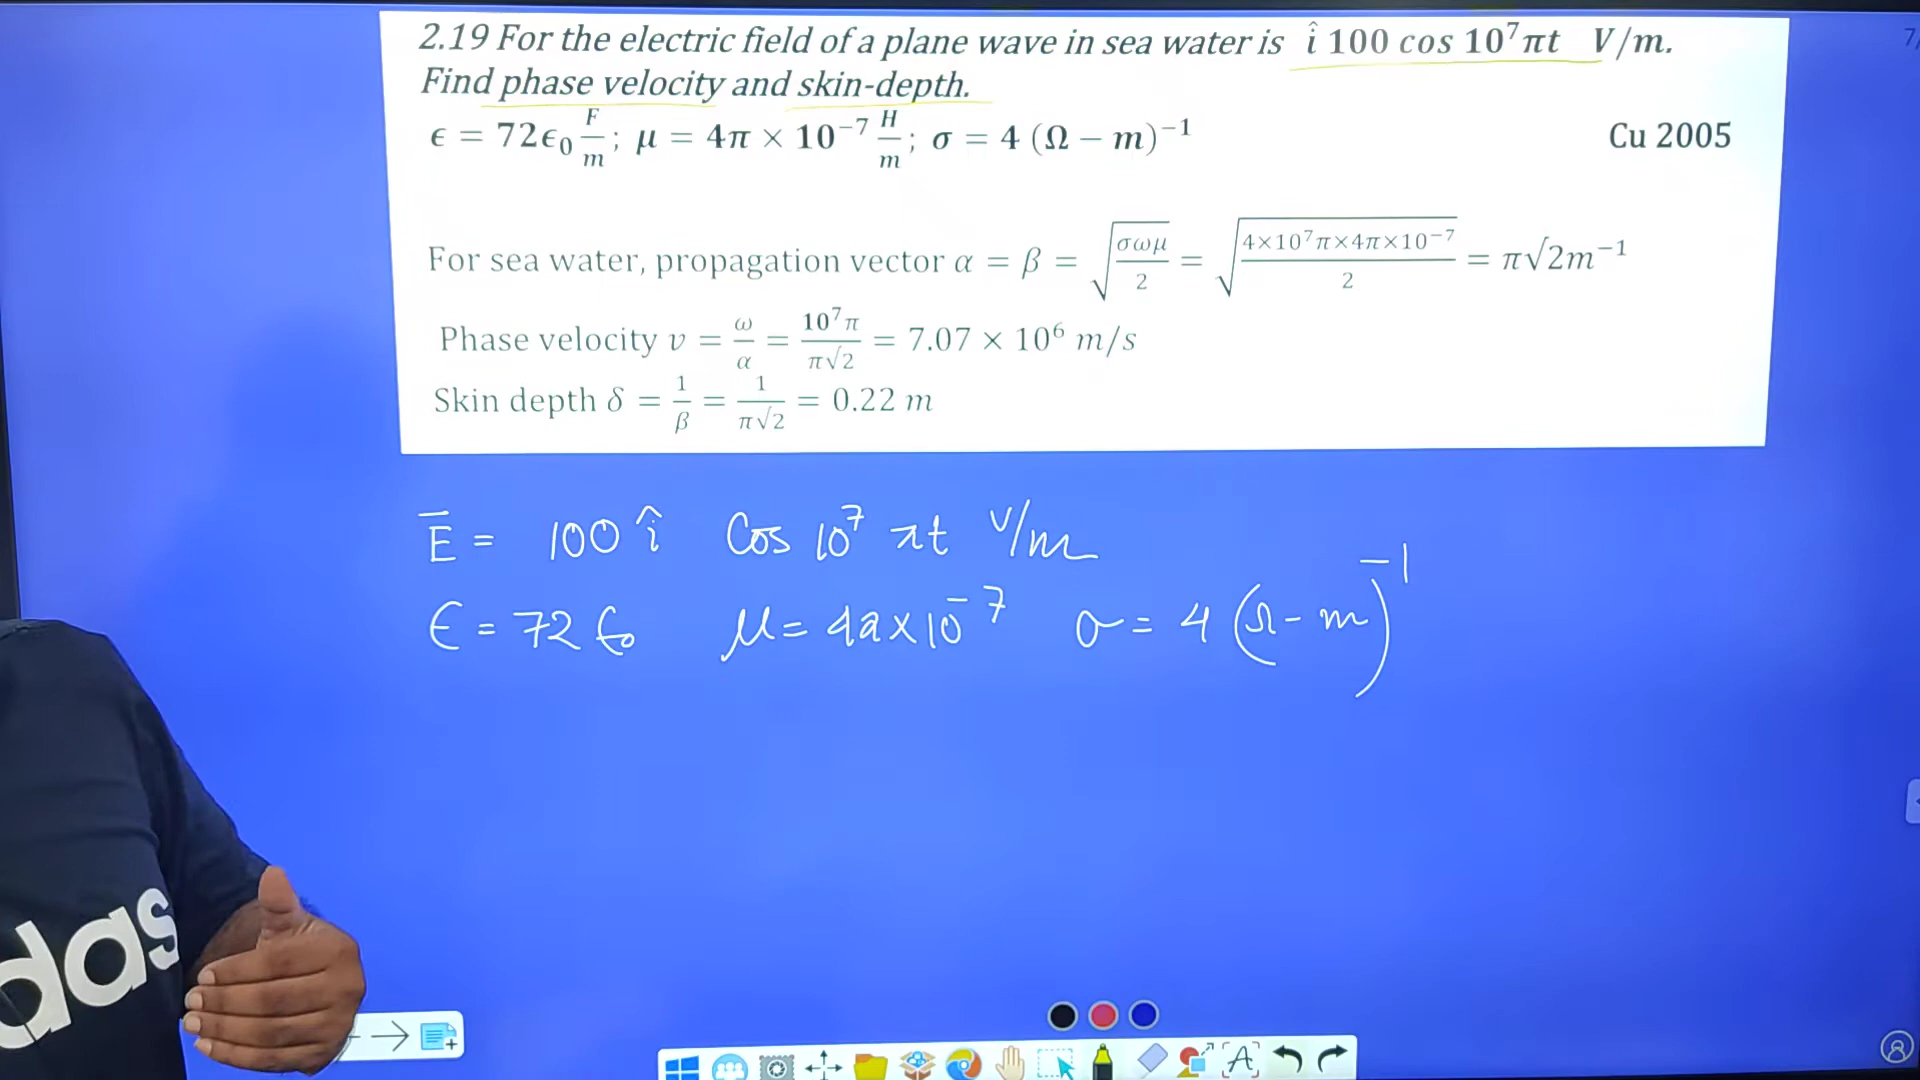 2.19 For the electric field of a plane wave in sea water is î 100 cos 10⁷πt V/m.
Find phase velocity and skin-depth.
ϵ = 72ϵ₀ F/m; μ = 4π × 10⁻⁷ H/m; σ = 4 (Ω − m)⁻¹ Cu 2005
For sea water, propagation vector α = β = √(σωμ/2) = √(4×10⁷π×4π×10⁻⁷/2) = π√2m⁻¹
Phase velocity v = ω/α = 10⁷π/π√2 = 7.07 × 10⁶ m/s
Skin depth δ = 1/β = 1/π√2 = 0.22 m
E̅ = 100 î Cos 10⁷ πt V/m
ϵ = 72 ϵ₀ μ = 4π×10⁻⁷ σ = 4 (Ω-m)⁻¹
das
A